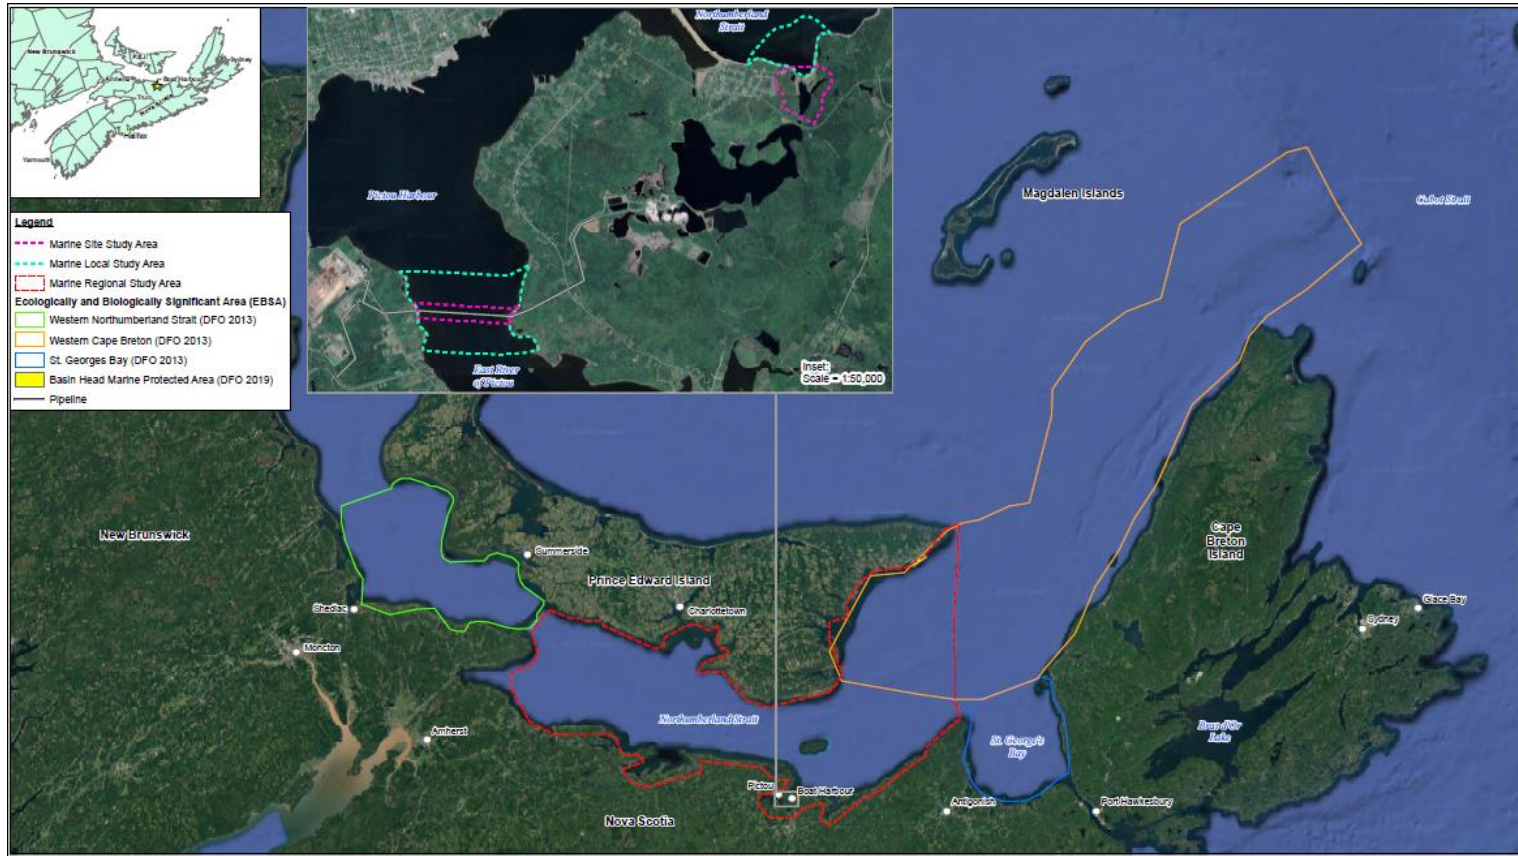 New Brunswick
P.E.I.
Sydney
Amherst
Boat Harbour
Truro
Nova Scotia
Halifax
Yarmouth
Legend
Marine Site Study Area
Marine Local Study Area
Marine Regional Study Area
Ecologically and Biologically Significant Area (EBSA)
Western Northumberland Strait (DFO 2013)
Western Cape Breton (DFO 2013)
St. Georges Bay (DFO 2013)
Basin Head Marine Protected Area (DFO 2019)
Pipeline
Northumberland
Strait
Pictou Harbour
East River
of Pictou
Inset:
Scale = 1:50,000
Magdalen Islands
Cabot Strait
New Brunswick
Summerside
Prince Edward Island
Charlottetown
Shediac
Moncton
Amherst
Northumberland Strait
Cape
Breton
Island
Glace Bay
Sydney
Bras d'Or
Lake
St. George's
Bay
Pictou
Boat Harbour
Antigonish
Port Hawkesbury
Nova Scotia